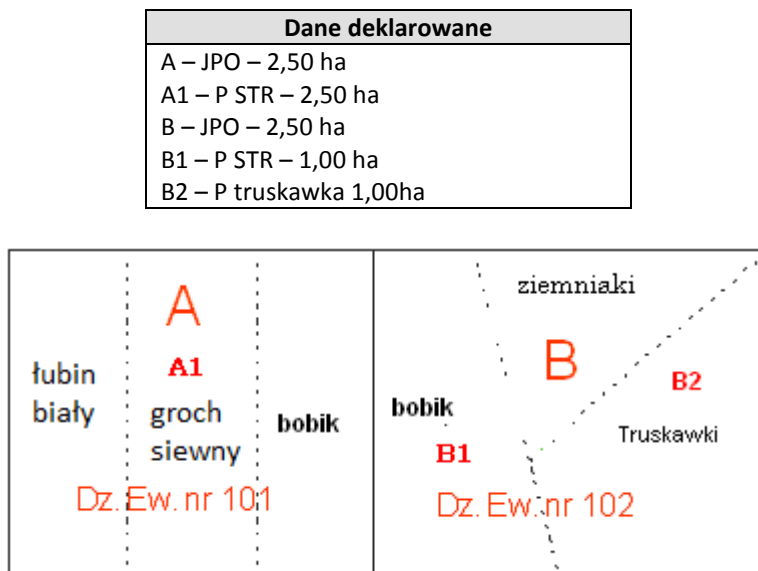 Dane deklarowane
A – JPO – 2,50 ha
A1 – P STR – 2,50 ha
B – JPO – 2,50 ha
B1 – P STR – 1,00 ha
B2 – P truskawka 1,00ha
A
A1
łubin
biały
groch
siewny
bobik
Dz. Ew. nr 101
ziemniaki
B
B2
bobik
B1
Truskawki
Dz. Ew. nr 102